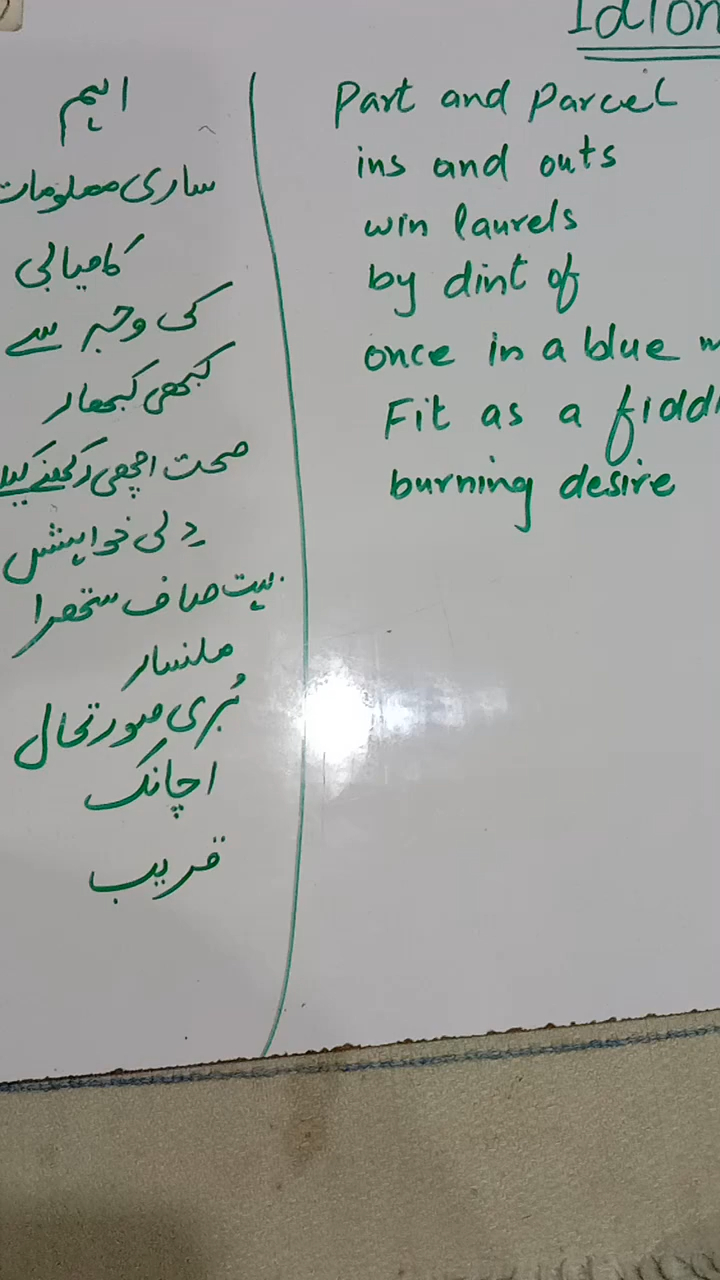 Idiom
Part and Parcel
ins and outs
win laurels
by dint of
once in a blue
Fit as a
burning desire
اہم
ساری معلومات
کامیابی
کی وجہ سے
کبھی کبھار
صحت اچھی رکھنے کیلئے
دلی خواہش
بہت صاف ستھرا
ملنسار
بُری صورتحال
اچانک
قریب